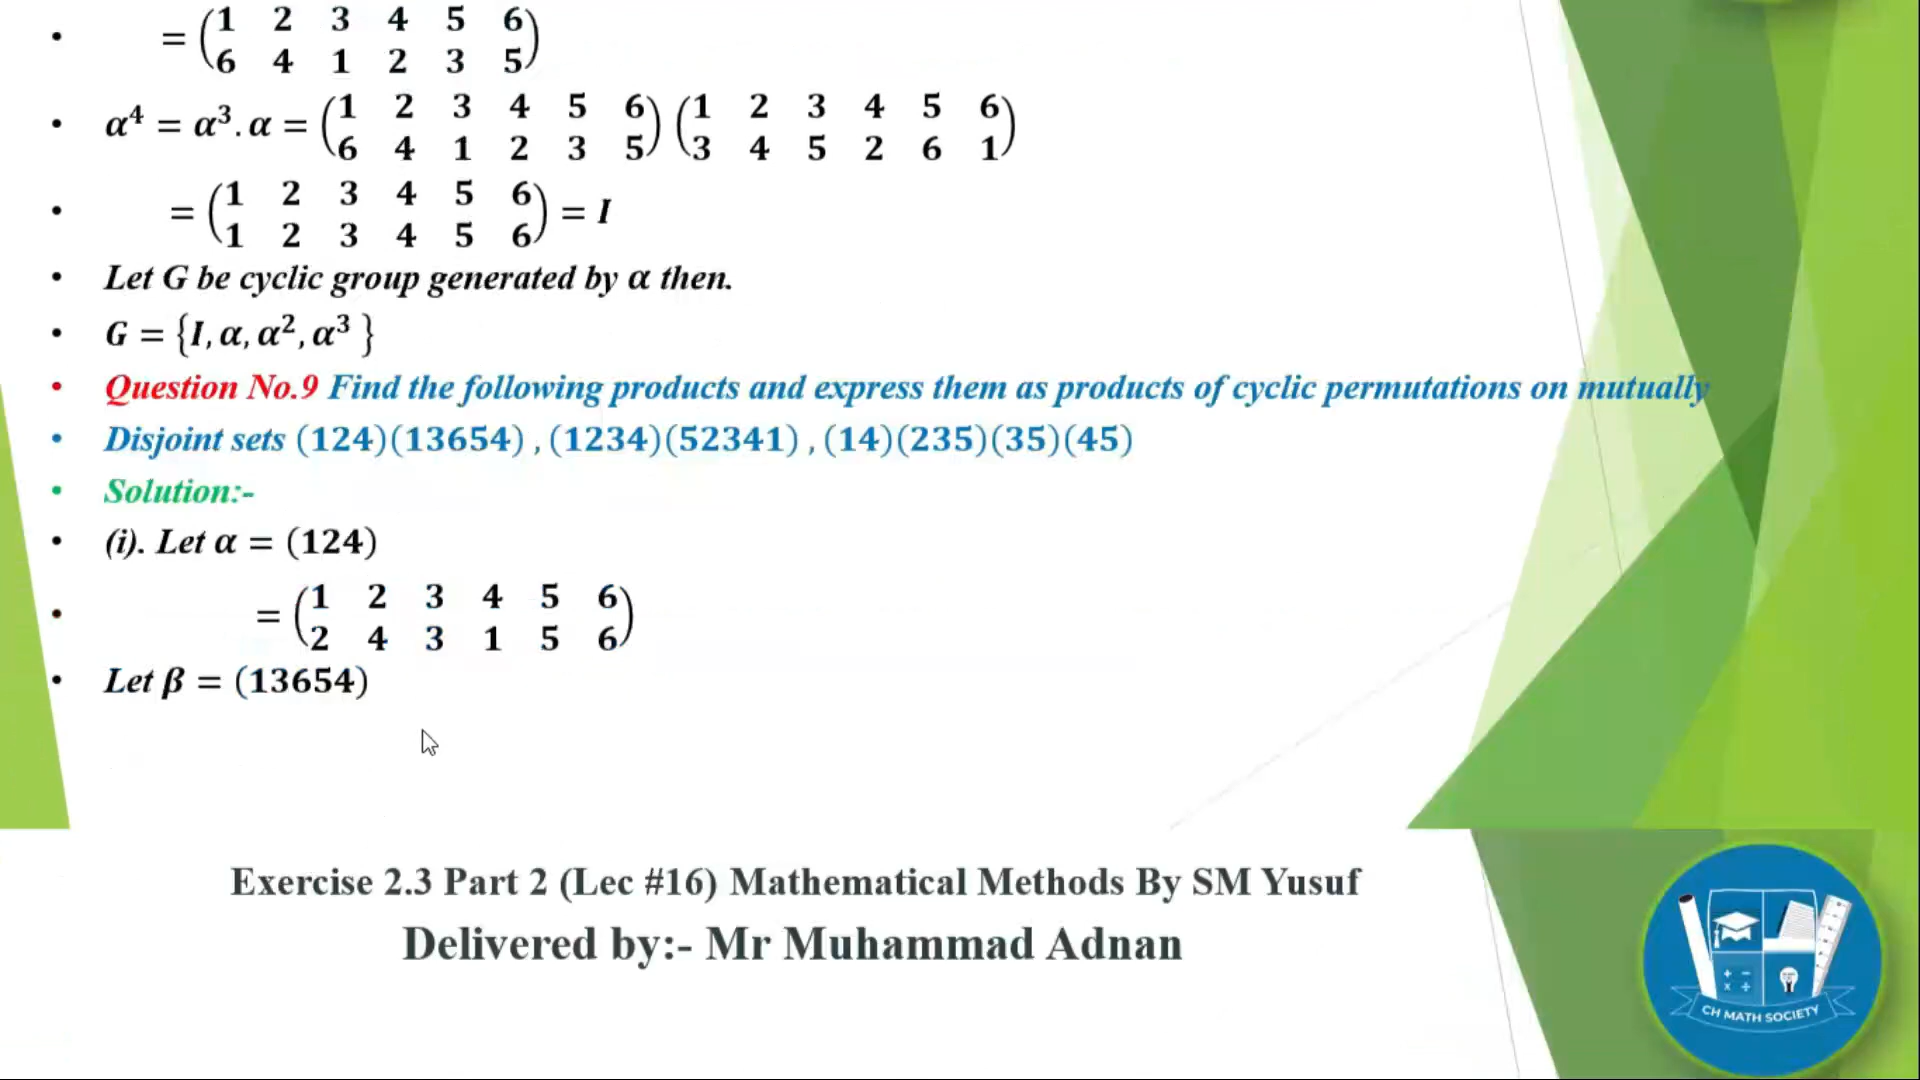 • = (1 2 3 4 5 6
6 4 1 2 3 5)
• α⁴ = α³.α = (1 2 3 4 5 6
6 4 1 2 3 5) (1 2 3 4 5 6
3 4 5 2 6 1)
• = (1 2 3 4 5 6
1 2 3 4 5 6) = I
• Let G be cyclic group generated by α then.
• G = {I, α, α², α³ }
• Question No.9 Find the following products and express them as products of cyclic permutations on mutually
• Disjoint sets (124)(13654) , (1234)(52341) , (14)(235)(35)(45)
• Solution:-
• (i). Let α = (124)
• = (1 2 3 4 5 6
2 4 3 1 5 6)
• Let β = (13654)
Exercise 2.3 Part 2 (Lec #16) Mathematical Methods By SM Yusuf
Delivered by:- Mr Muhammad Adnan
CH MATH SOCIETY